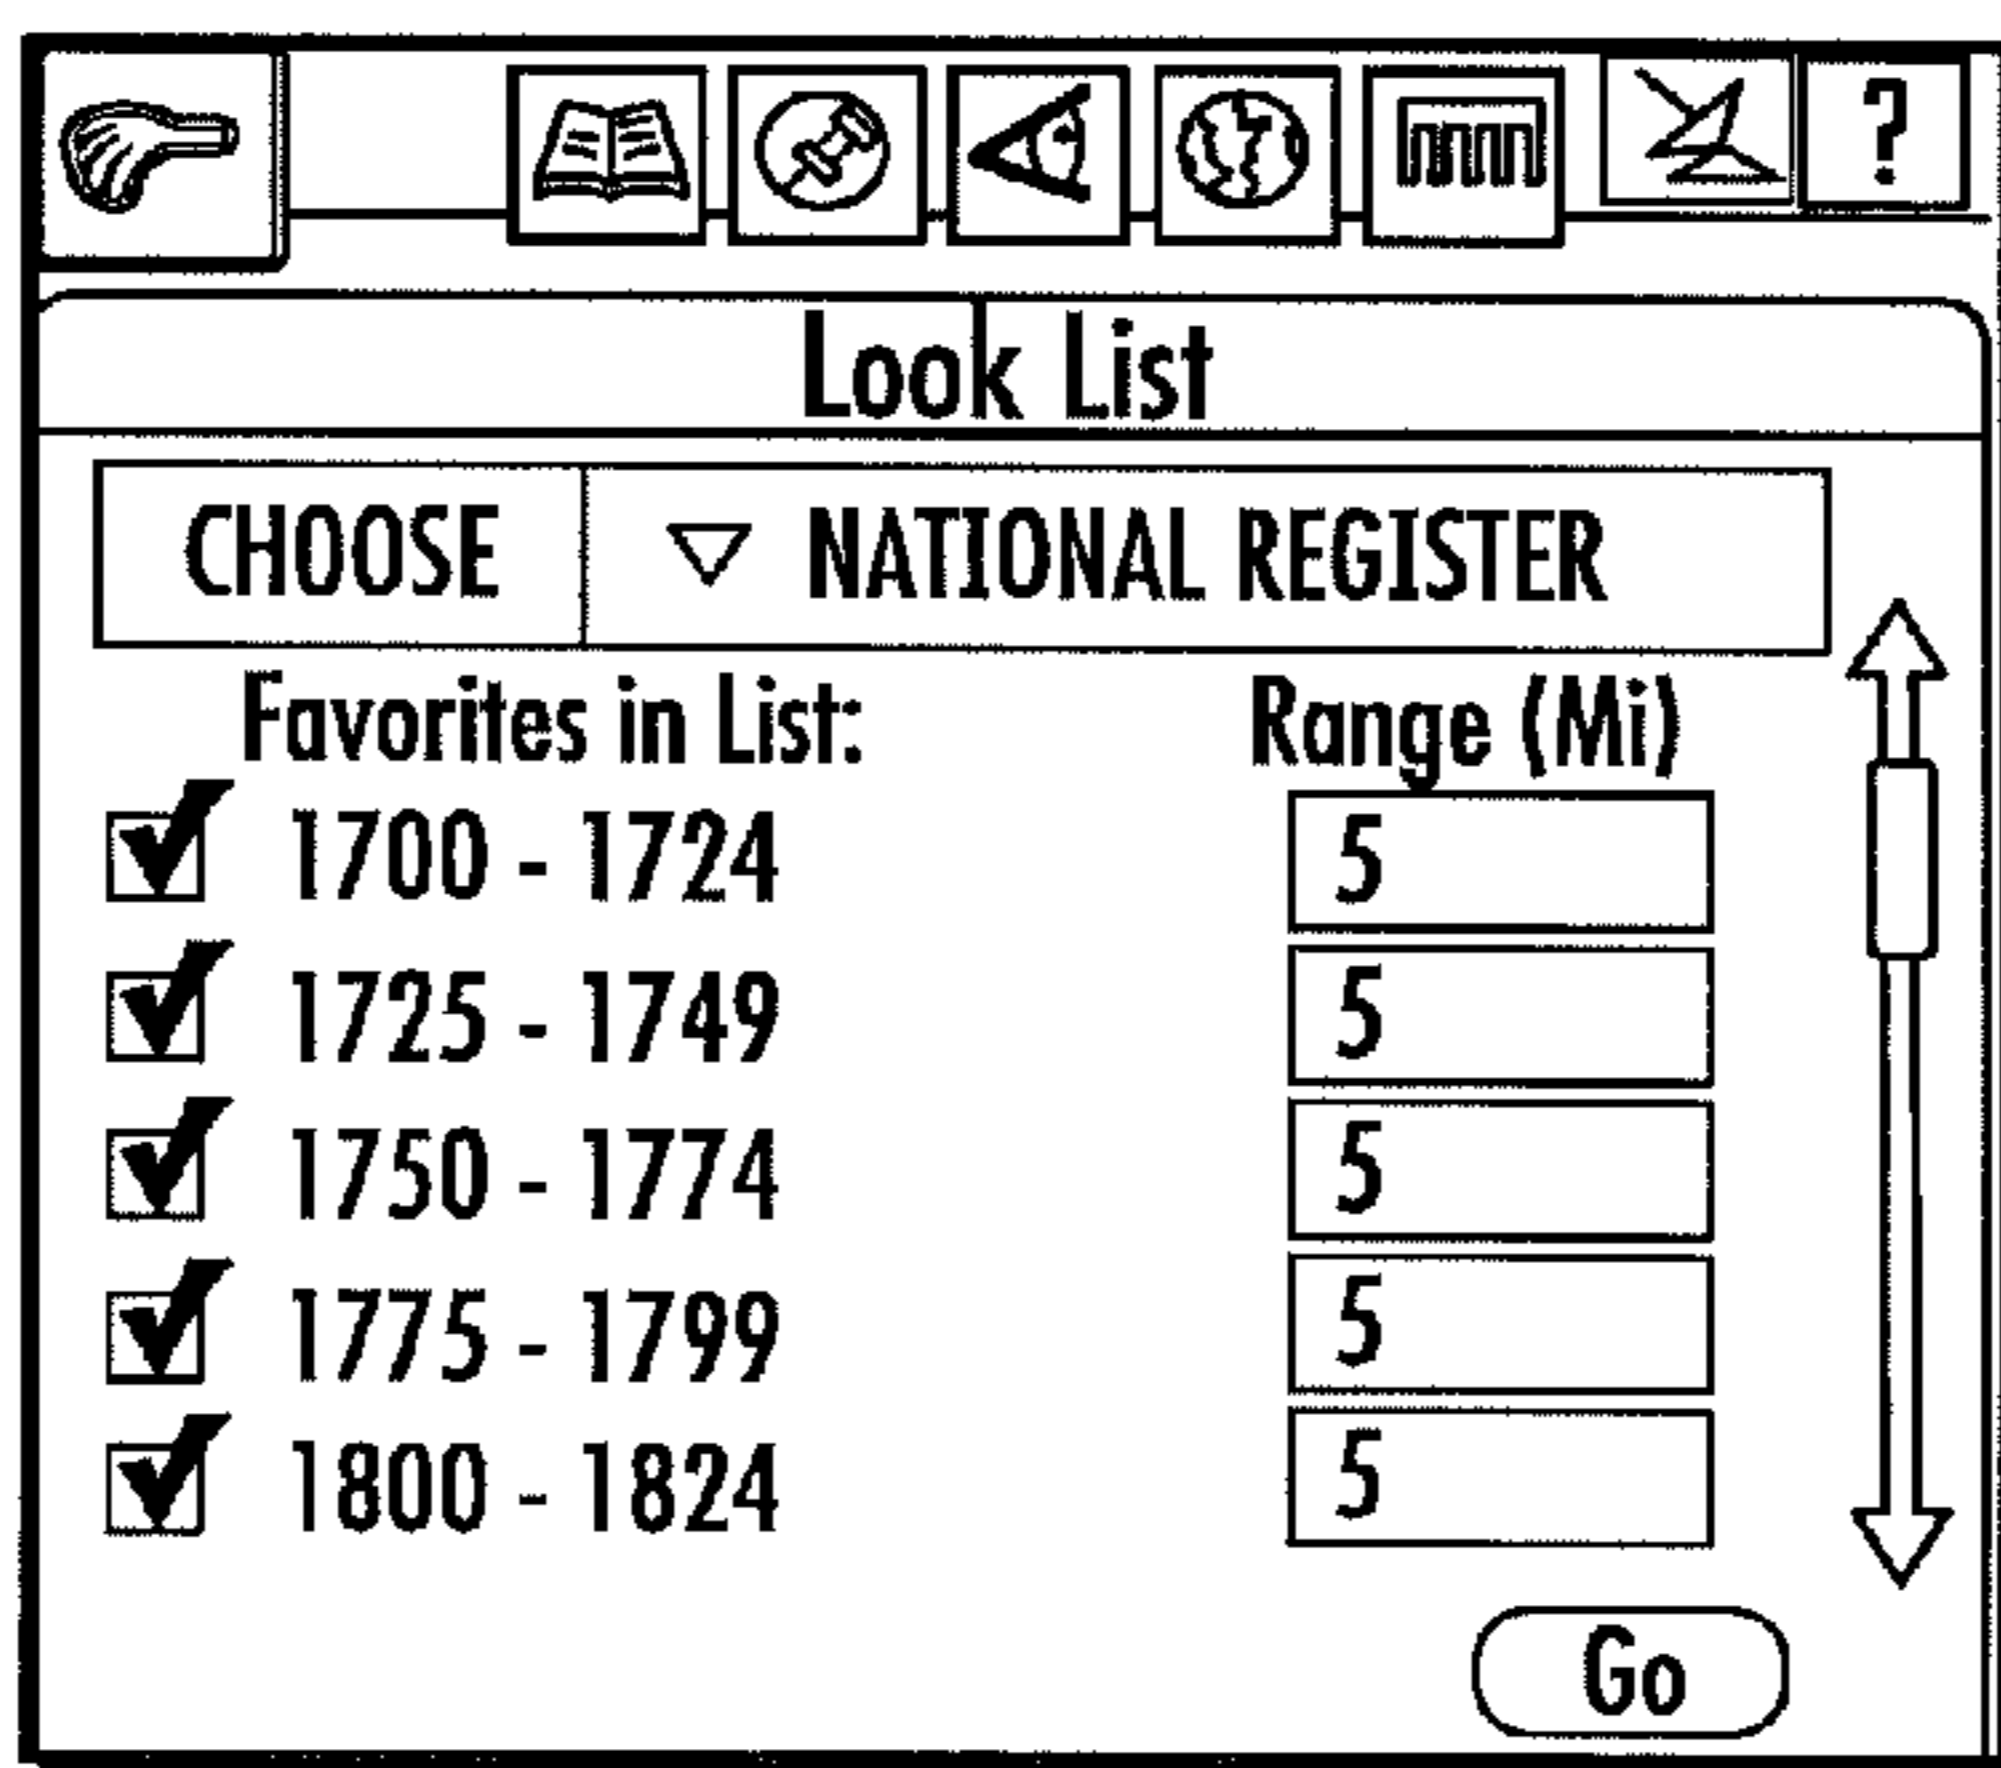 ?
Look List
CHOOSE ▽ NATIONAL REGISTER
Favorites in List: Range (Mi)
1700 - 1724 5
1725 - 1749 5
1750 - 1774 5
1775 - 1799 5
1800 - 1824 5
Go